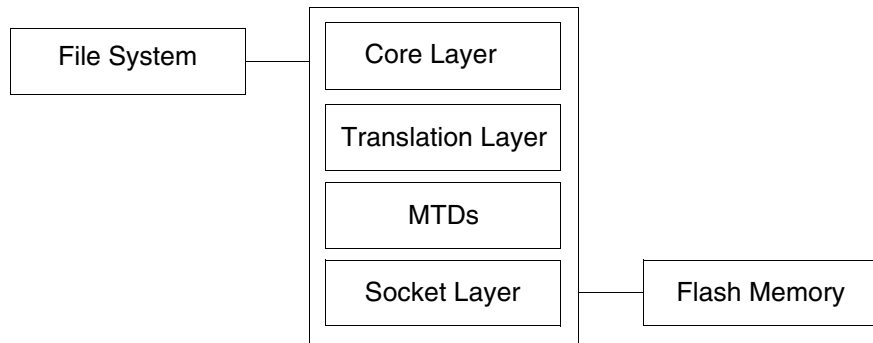 File System
Core Layer
Translation Layer
MTDs
Socket Layer
Flash Memory